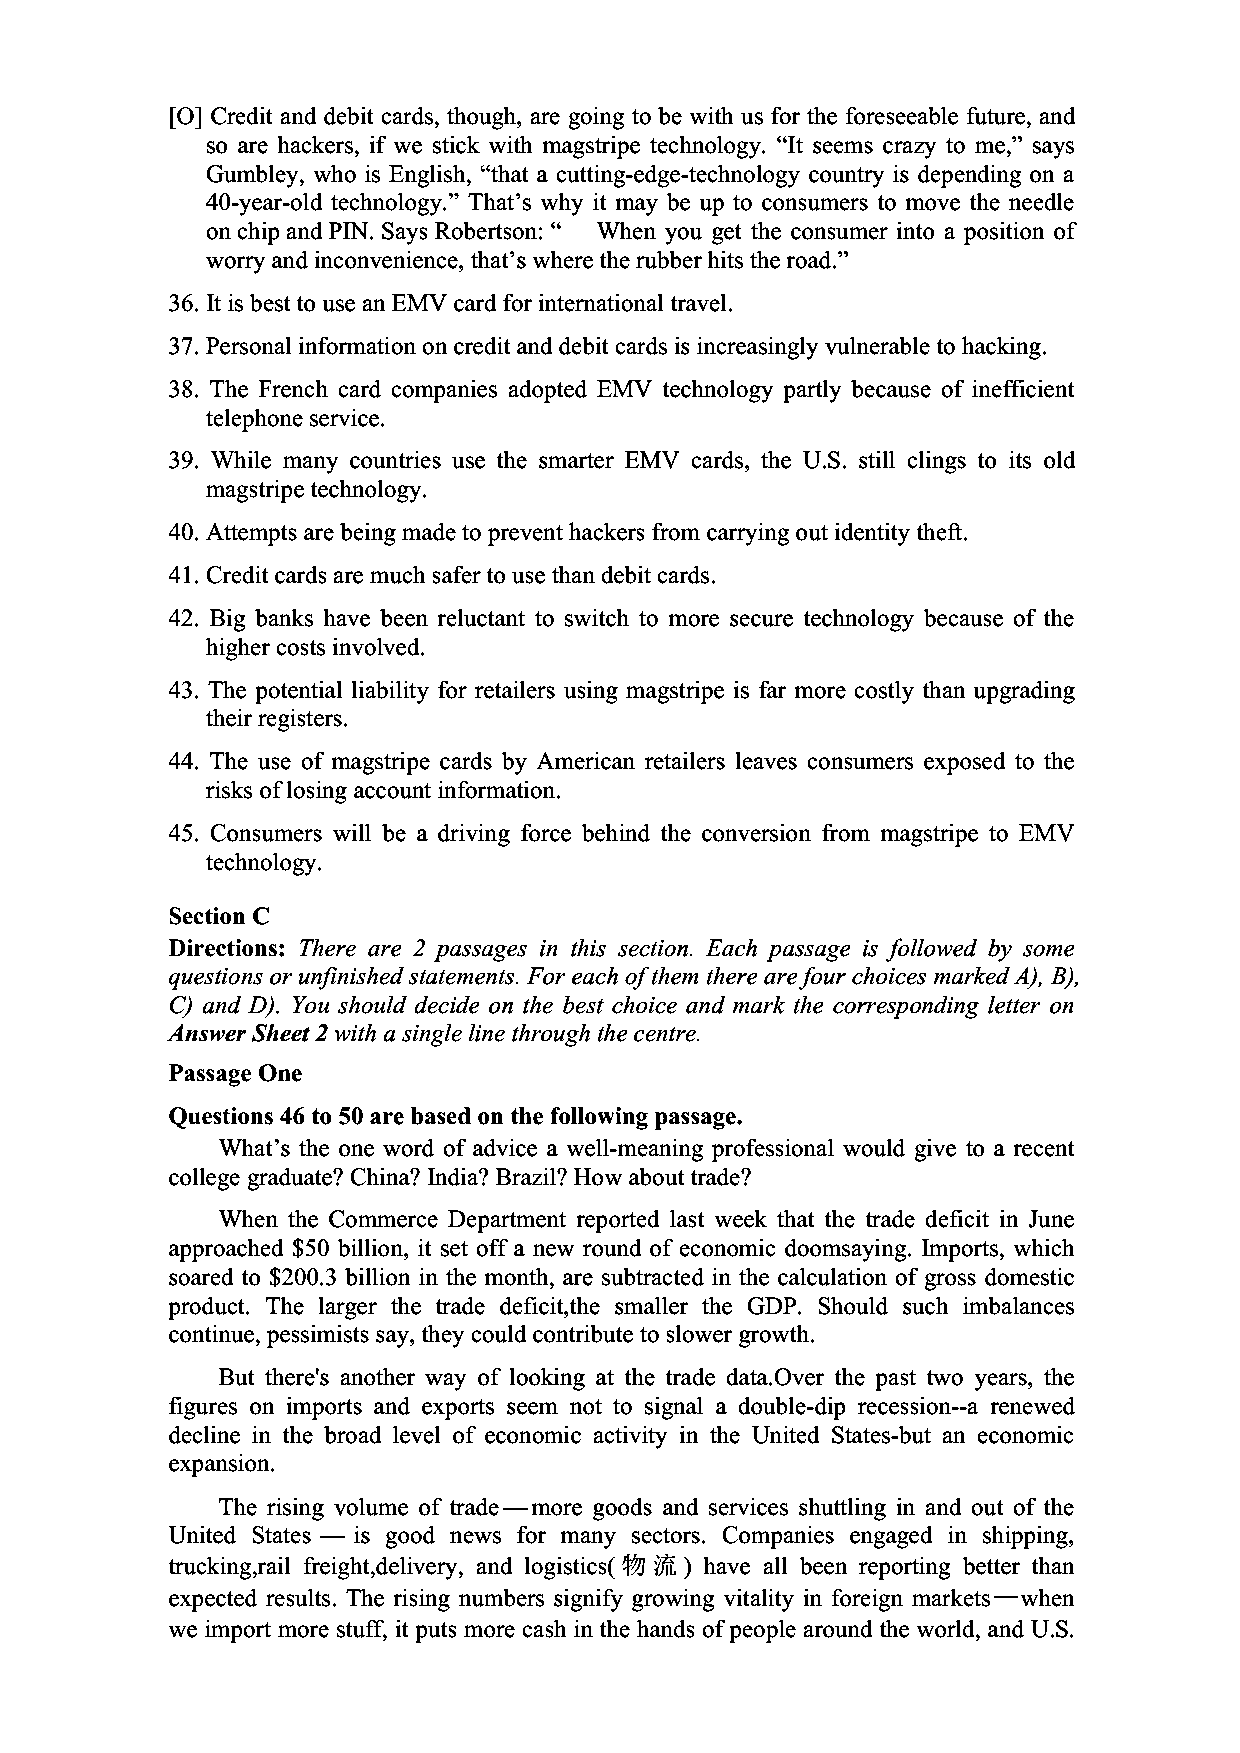 [O] Credit and debit cards, though, are going to be with us for the foreseeable future, and
so are hackers, if we stick with magstripe technology. “It seems crazy to me,” says
Gumbley, who is English, “that a cutting-edge-technology country is depending on a
40-year-old technology.” That’s why it may be up to consumers to move the needle
on chip and PIN. Says Robertson: “ When you get the consumer into a position of
worry and inconvenience, that’s where the rubber hits the road.”
36. It is best to use an EMV card for international travel.
37. Personal information on credit and debit cards is increasingly vulnerable to hacking.
38. The French card companies adopted EMV technology partly because of inefficient
telephone service.
39. While many countries use the smarter EMV cards, the U.S. still clings to its old
magstripe technology.
40. Attempts are being made to prevent hackers from carrying out identity theft.
41. Credit cards are much safer to use than debit cards.
42. Big banks have been reluctant to switch to more secure technology because of the
higher costs involved.
43. The potential liability for retailers using magstripe is far more costly than upgrading
their registers.
44. The use of magstripe cards by American retailers leaves consumers exposed to the
risks of losing account information.
45. Consumers will be a driving force behind the conversion from magstripe to EMV
technology.
Section C
Directions: There are 2 passages in this section. Each passage is followed by some
questions or unfinished statements. For each of them there are four choices marked A), B),
C) and D). You should decide on the best choice and mark the corresponding letter on
Answer Sheet 2 with a single line through the centre.
Passage One
Questions 46 to 50 are based on the following passage.
What’s the one word of advice a well-meaning professional would give to a recent
college graduate? China? India? Brazil? How about trade?
When the Commerce Department reported last week that the trade deficit in June
approached $50 billion, it set off a new round of economic doomsaying. Imports, which
soared to $200.3 billion in the month, are subtracted in the calculation of gross domestic
product. The larger the trade deficit,the smaller the GDP. Should such imbalances
continue, pessimists say, they could contribute to slower growth.
But there's another way of looking at the trade data.Over the past two years, the
figures on imports and exports seem not to signal a double-dip recession--a renewed
decline in the broad level of economic activity in the United States-but an economic
expansion.
The rising volume of trade—more goods and services shuttling in and out of the
United States — is good news for many sectors. Companies engaged in shipping,
trucking,rail freight,delivery, and logistics( 物 流 ) have all been reporting better than
expected results. The rising numbers signify growing vitality in foreign markets—when
we import more stuff, it puts more cash in the hands of people around the world, and U.S.